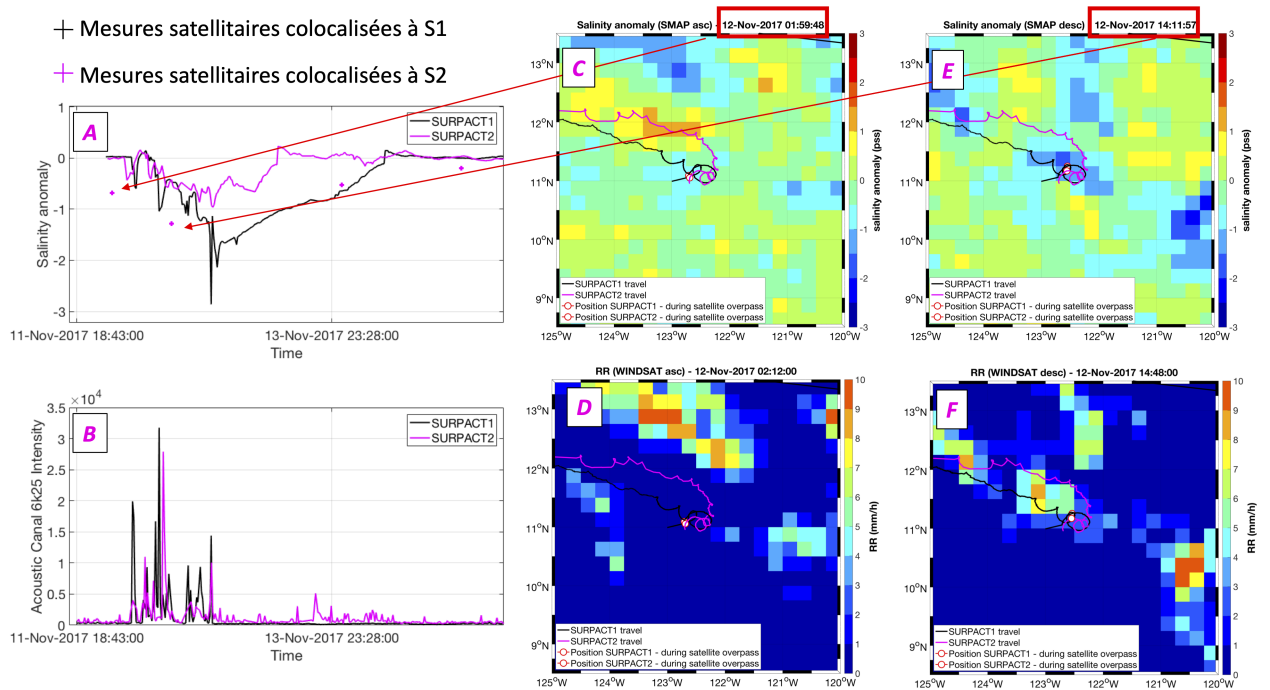 + Mesures satellitaires colocalisées à S1
+ Mesures satellitaires colocalisées à S2
A
SURPACT1
SURPACT2
1
0
-1
-2
-3
Salinity anomaly
11-Nov-2017 18:43:00
13-Nov-2017 23:28:00
Time
Salinity anomaly (SMAP asc) - 12-Nov-2017 01:59:48
C
13°N
12°N
11°N
10°N
9°N
SURPACT1 travel
SURPACT2 travel
Position SURPACT1 - during satellite overpass
Position SURPACT2 - during satellite overpass
125°W
124°W
123°W
122°W
121°W
120°W
3
2
1
0
-1
-2
-3
salinity anomaly (pss)
Salinity anomaly (SMAP desc) - 12-Nov-2017 14:11:57
E
13°N
12°N
11°N
10°N
9°N
SURPACT1 travel
SURPACT2 travel
Position SURPACT1 - during satellite overpass
Position SURPACT2 - during satellite overpass
125°W
124°W
123°W
122°W
121°W
120°W
3
2
1
0
-1
-2
-3
salinity anomaly (pss)
×10⁴
B
SURPACT1
SURPACT2
3.5
3
2.5
2
1.5
1
0.5
0
Acoustic Canal 6k25 Intensity
11-Nov-2017 18:43:00
13-Nov-2017 23:28:00
Time
RR (WINDSAT asc) - 12-Nov-2017 02:12:00
D
13°N
12°N
11°N
10°N
9°N
SURPACT1 travel
SURPACT2 travel
Position SURPACT1 - during satellite overpass
Position SURPACT2 - during satellite overpass
125°W
124°W
123°W
122°W
121°W
120°W
10
9
8
7
6
5
4
3
2
1
0
RR (mm/h)
RR (WINDSAT desc) - 12-Nov-2017 14:48:00
F
13°N
12°N
11°N
10°N
9°N
SURPACT1 travel
SURPACT2 travel
Position SURPACT1 - during satellite overpass
Position SURPACT2 - during satellite overpass
125°W
124°W
123°W
122°W
121°W
120°W
10
9
8
7
6
5
4
3
2
1
0
RR (mm/h)